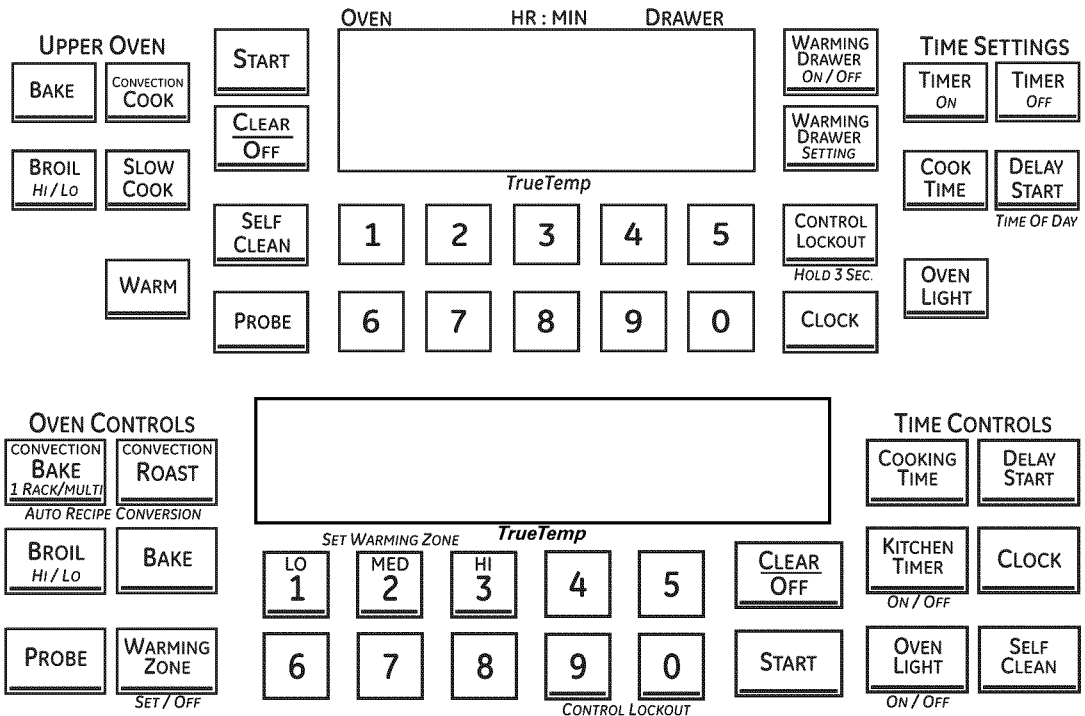 OVEN HR : MIN DRAWER
UPPER OVEN
BAKE
CONVECTION
COOK
BROIL
HI / LO
SLOW
COOK
WARM
START
CLEAR
OFF
SELF
CLEAN
PROBE
TrueTemp
1 2 3 4 5
6 7 8 9 0
WARMING
DRAWER
ON / OFF
WARMING
DRAWER
SETTING
CONTROL
LOCKOUT
HOLD 3 SEC.
CLOCK
TIME SETTINGS
TIMER
ON
TIMER
OFF
COOK
TIME
DELAY
START
TIME OF DAY
OVEN
LIGHT
OVEN CONTROLS
CONVECTION
BAKE
1 RACK/MULTI
CONVECTION
ROAST
AUTO RECIPE CONVERSION
BROIL
HI / LO
BAKE
PROBE
WARMING
ZONE
SET / OFF
SET WARMING ZONE
TrueTemp
LO MED HI
1 2 3 4 5
6 7 8 9 0
CONTROL LOCKOUT
CLEAR
OFF
START
TIME CONTROLS
COOKING
TIME
DELAY
START
KITCHEN
TIMER
ON / OFF
CLOCK
OVEN
LIGHT
ON / OFF
SELF
CLEAN